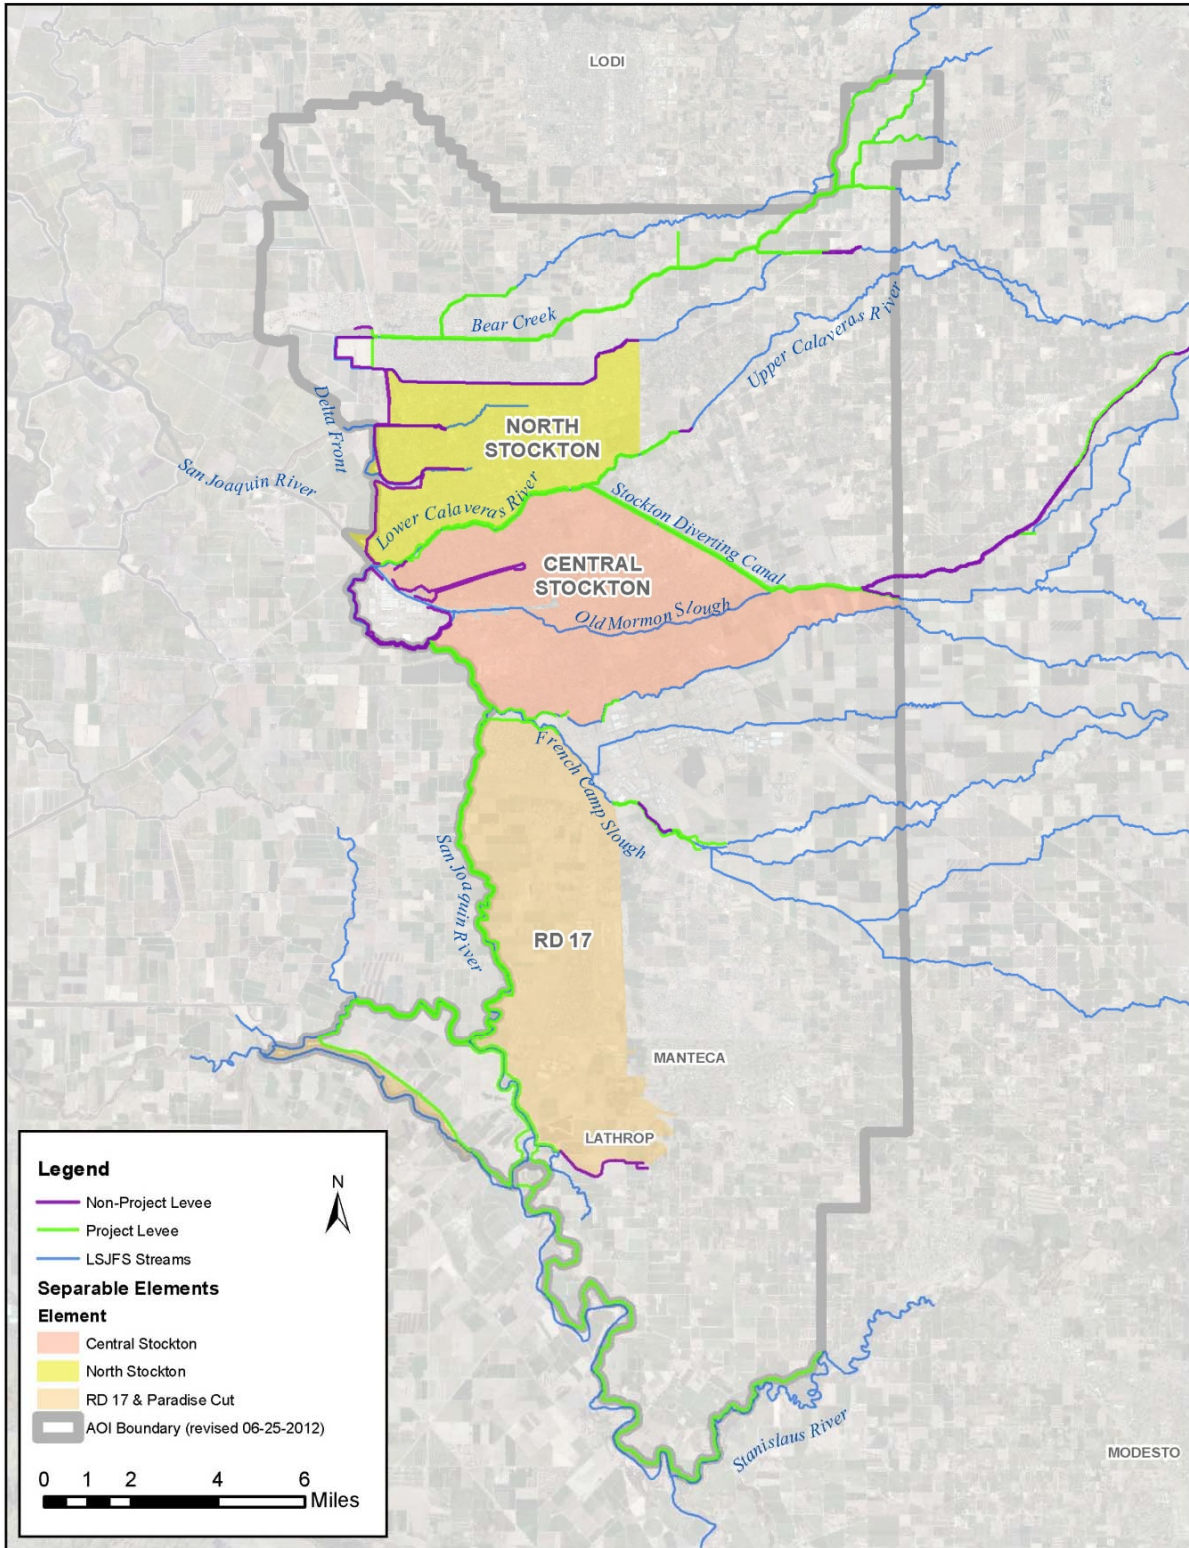 LODI
Bear Creek
Upper Calaveras River
Delta Front
NORTH
STOCKTON
San Joaquin River
Lower Calaveras River
Stockton Diverting Canal
CENTRAL
STOCKTON
Old Mormon Slough
French Camp Slough
San Joaquin River
RD 17
MANTECA
LATHROP
Legend
N
Non-Project Levee
Project Levee
LSJFS Streams
Separable Elements
Element
Central Stockton
North Stockton
RD 17 & Paradise Cut
AOI Boundary (revised 06-25-2012)
0 1 2 4 6
Miles
Stanislaus River
MODESTO